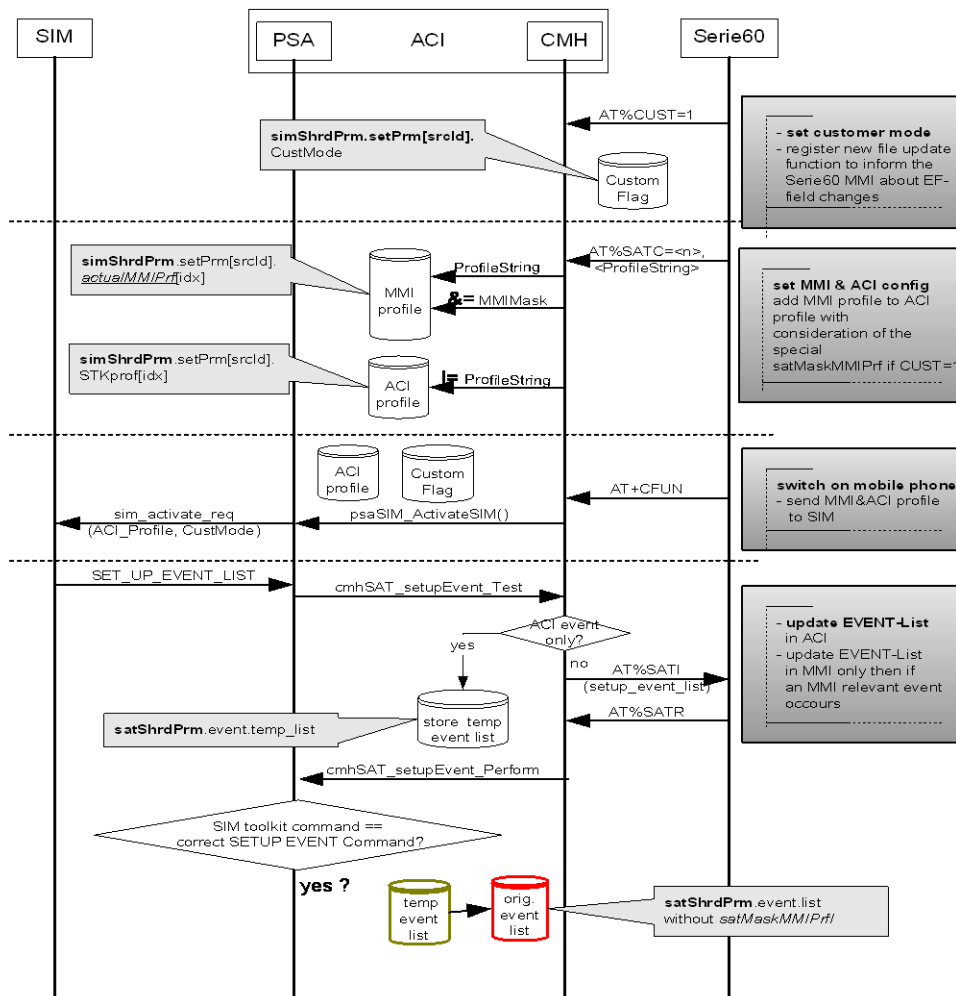 SIM
PSA
ACI
CMH
Serie60
AT%CUST=1
simShrdPrm.setPrm[srcId].
CustMode
Custom
Flag
- set customer mode
- register new file update
function to inform the
Serie60 MMI about EF-
field changes
simShrdPrm.setPrm[srcId].
actualMMIPrf[idx]
MMI
profile
ProfileString
&= MMIMask
AT%SATC=<n>,
<ProfileString>
set MMI & ACI config
add MMI profile to ACI
profile with
consideration of the
special
satMaskMMIPrf if CUST=1
simShrdPrm.setPrm[srcId].
STKprof[idx]
ACI
profile
|= ProfileString
ACI
profile
Custom
Flag
AT+CFUN
switch on mobile phone
- send MMI&ACI profile
to SIM
sim_activate_req
(ACI_Profile, CustMode)
psaSIM_ActivateSIM()
SET_UP_EVENT_LIST
cmhSAT_setupEvent_Test
ACI event
only?
yes
no
AT%SATI
(setup_event_list)
AT%SATR
- update EVENT-List
in ACI
- update EVENT-List
in MMI only then if
an MMI relevant event
occours
store temp
event list
satShrdPrm.event.temp_list
cmhSAT_setupEvent_Perform
SIM toolkit command ==
correct SETUP EVENT Command?
yes ?
temp
event
list
orig.
event
list
satShrdPrm.event.list
without satMaskMMIPrfl